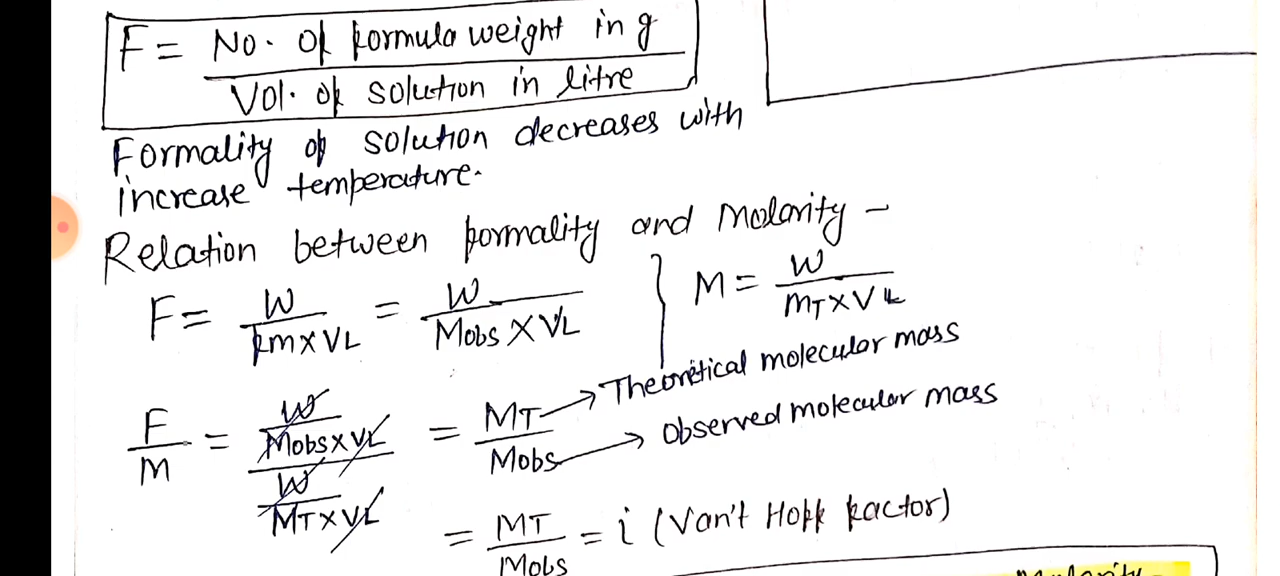 F = No. of formula weight in g
Vol. of solution in litre
Formality of solution decreases with
increase temperature.
Relation between formality and Molarity -
F = W / fm x VL = W / Mobs x VL } M = W / MT x VL
F / M = W / Mobs x VL / W / MT x VL = MT / Mobs
→ Theoretical molecular mass
→ Observed molecular mass
= MT / Mobs = i (Van't Hoff factor)
Molarity